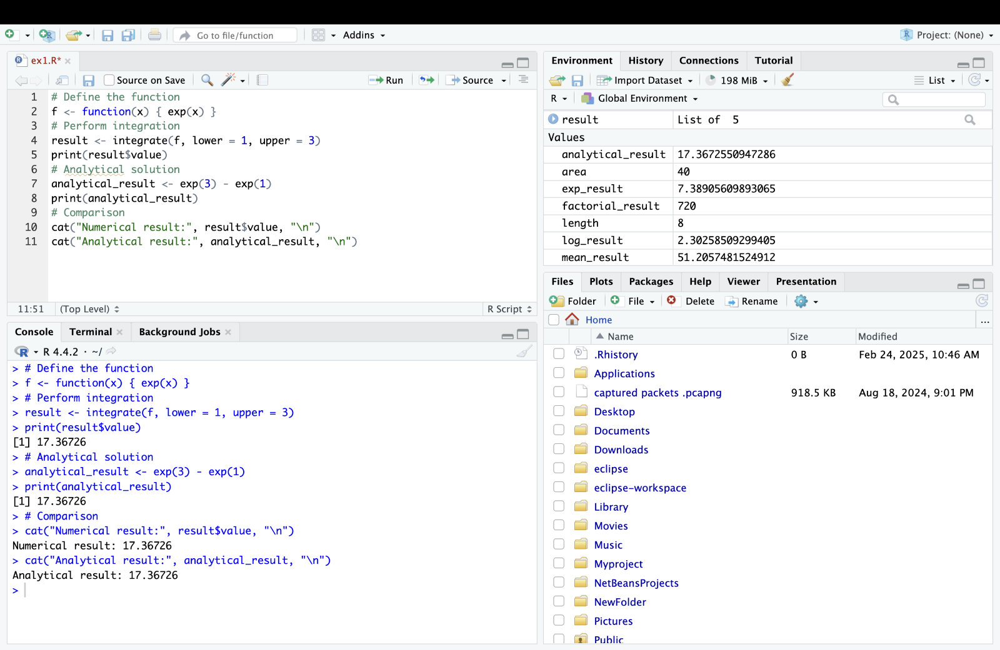 Go to file/function
Addins
Project: (None)
ex1.R*
Source on Save
Run
Source
1 # Define the function
2 f <- function(x) { exp(x) }
3 # Perform integration
4 result <- integrate(f, lower = 1, upper = 3)
5 print(result$value)
6 # Analytical solution
7 analytical_result <- exp(3) - exp(1)
8 print(analytical_result)
9 # Comparison
10 cat("Numerical result:", result$value, "\n")
11 cat("Analytical result:", analytical_result, "\n")
11:51 (Top Level) R Script
Console Terminal Background Jobs
R 4.4.2 · ~/
> # Define the function
> f <- function(x) { exp(x) }
> # Perform integration
> result <- integrate(f, lower = 1, upper = 3)
> print(result$value)
[1] 17.36726
> # Analytical solution
> analytical_result <- exp(3) - exp(1)
> print(analytical_result)
[1] 17.36726
> # Comparison
> cat("Numerical result:", result$value, "\n")
Numerical result: 17.36726
> cat("Analytical result:", analytical_result, "\n")
Analytical result: 17.36726
>
Environment History Connections Tutorial
Import Dataset 198 MiB List
R Global Environment
result List of  5
Values
analytical_result 17.3672550947286
area 40
exp_result 7.38905609893065
factorial_result 720
length 8
log_result 2.30258509299405
mean_result 51.2057481524912
Files Plots Packages Help Viewer Presentation
Folder File Delete Rename
Home ...
Name Size Modified
.Rhistory 0 B Feb 24, 2025, 10:46 AM
Applications
captured packets .pcapng 918.5 KB Aug 18, 2024, 9:01 PM
Desktop
Documents
Downloads
eclipse
eclipse-workspace
Library
Movies
Music
Myproject
NetBeansProjects
NewFolder
Pictures
Public